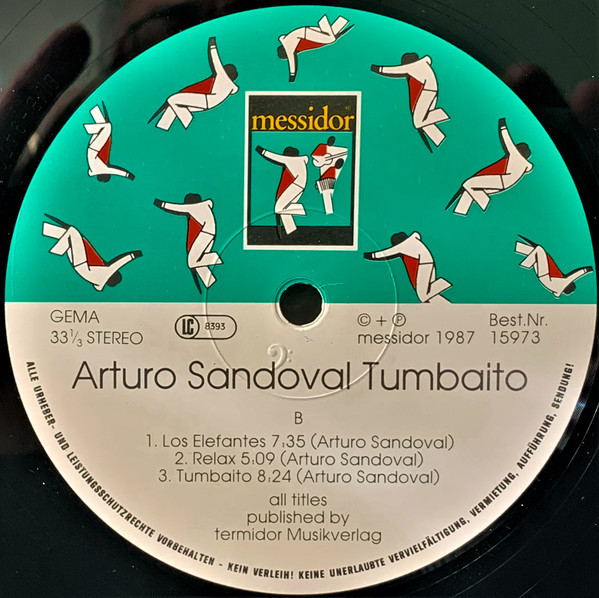 messidor
GEMA
33⅓ STEREO
LC 8393
© + ℗
messidor 1987
Best.Nr.
15973
Arturo Sandoval Tumbaito
B
1. Los Elefantes 7,35 (Arturo Sandoval)
2. Relax 5,09 (Arturo Sandoval)
3. Tumbaito 8,24 (Arturo Sandoval)
all titles
published by
termidor Musikverlag
ALLE URHEBER- UND LEISTUNGSSCHUTZRECHTE VORBEHALTEN - KEIN VERLEIH! KEINE UNERLAUBTE VERVIELFÄLTIGUNG, VERMIETUNG, AUFFÜHRUNG, SENDUNG!